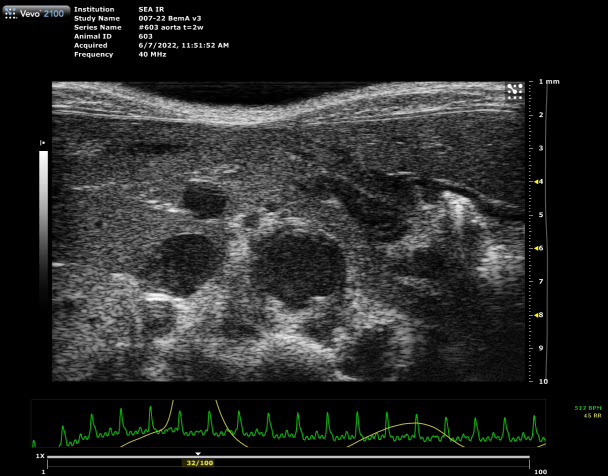 Vevo 2100
Institution SEA IR
Study Name 007-22 BemA v3
Series Name #603 aorta t=2w
Animal ID 603
Acquired 6/7/2022, 11:51:52 AM
Frequency 40 MHz
1 mm
2
3
4
5
6
7
8
9
10
512 BPM
45 RR
1X
32/100
1 100